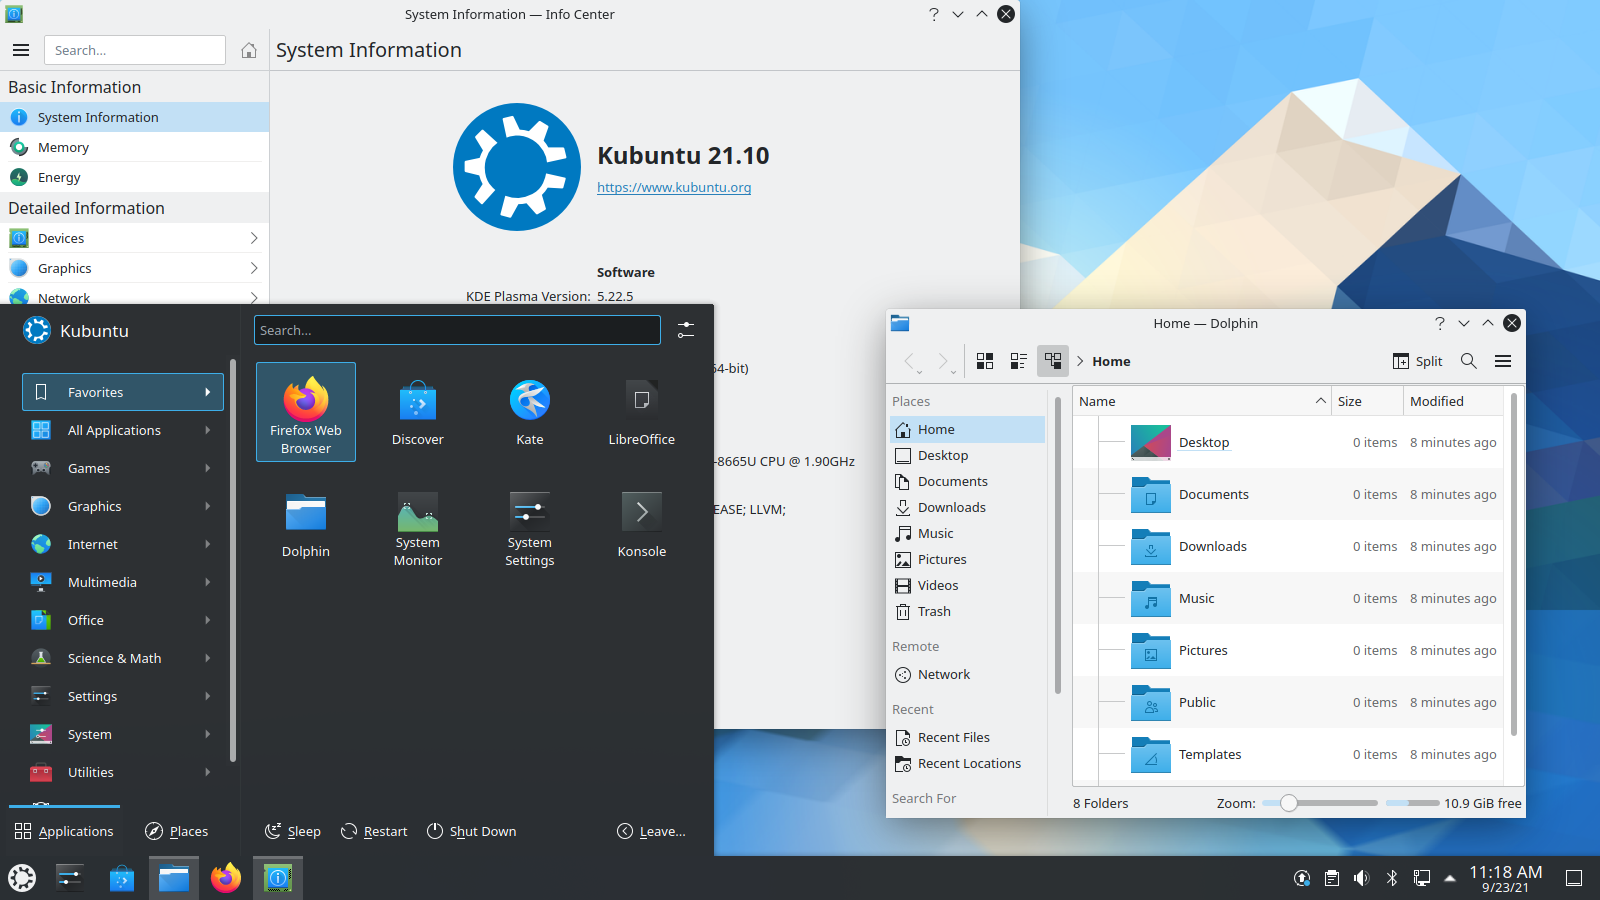 System Information — Info Center
Search...
System Information
Basic Information
System Information
Memory
Energy
Detailed Information
Devices
Graphics
Network
Kubuntu 21.10
https://www.kubuntu.org
Software
KDE Plasma Version: 5.22.5
64-bit)
-8665U CPU @ 1.90GHz
EASE; LLVM;
Kubuntu
Search...
Favorites
All Applications
Games
Graphics
Internet
Multimedia
Office
Science & Math
Settings
System
Utilities
Firefox Web
Browser
Discover
Kate
LibreOffice
Dolphin
System
Monitor
System
Settings
Konsole
Applications
Places
Sleep
Restart
Shut Down
Leave...
Home — Dolphin
Home
Split
Places
Home
Desktop
Documents
Downloads
Music
Pictures
Videos
Trash
Remote
Network
Recent
Recent Files
Recent Locations
Search For
Name Size Modified
Desktop 0 items 8 minutes ago
Documents 0 items 8 minutes ago
Downloads 0 items 8 minutes ago
Music 0 items 8 minutes ago
Pictures 0 items 8 minutes ago
Public 0 items 8 minutes ago
Templates 0 items 8 minutes ago
8 Folders Zoom: 10.9 GiB free
11:18 AM
9/23/21